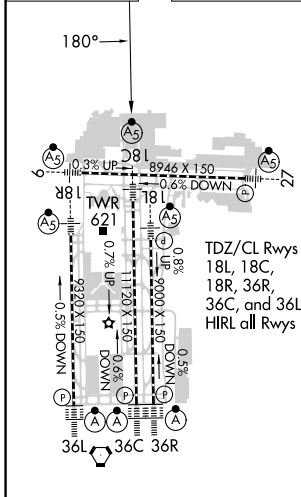 180°
A5
18C
A5
0.3% UP
8946 X 150
A5
9
27
0.6% DOWN
P
18R
TWR
621
18L
A5
A5
P
TDZ/CL Rwys
18L, 18C,
18R, 36R,
36C, and 36L
HIRL all Rwys
0.7% UP
0.8%
UP
9320 X 150
11120 X 150
9000 X 150
0.5%
DOWN
0.6%
DOWN
0.5%
DOWN
P
P
P
A
A
A
36L
36C
36R